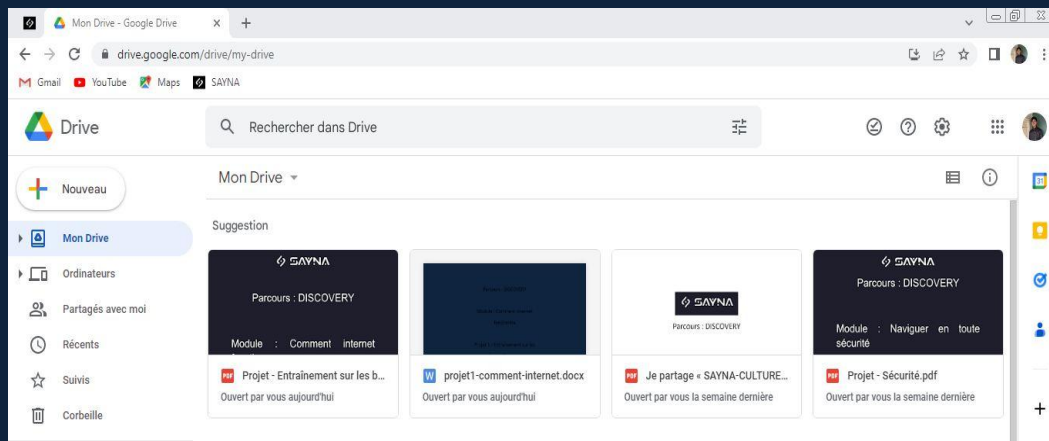 Mon Drive - Google Drive
drive.google.com/drive/my-drive
Gmail YouTube Maps SAYNA
Drive
Rechercher dans Drive
Nouveau
Mon Drive
Ordinateurs
Partagés avec moi
Récents
Suivis
Corbeille
Mon Drive
Suggestion
SAYNA
Parcours : DISCOVERY
Module : Comment internet
PDF Projet - Entraînement sur les b...
Ouvert par vous aujourd'hui
W projet1-comment-internet.docx
Ouvert par vous aujourd'hui
SAYNA
Parcours : DISCOVERY
PDF Je partage « SAYNA-CULTURE...
Ouvert par vous la semaine dernière
SAYNA
Parcours : DISCOVERY
Module : Naviguer en toute
sécurité
PDF Projet - Sécurité.pdf
Ouvert par vous la semaine dernière
31